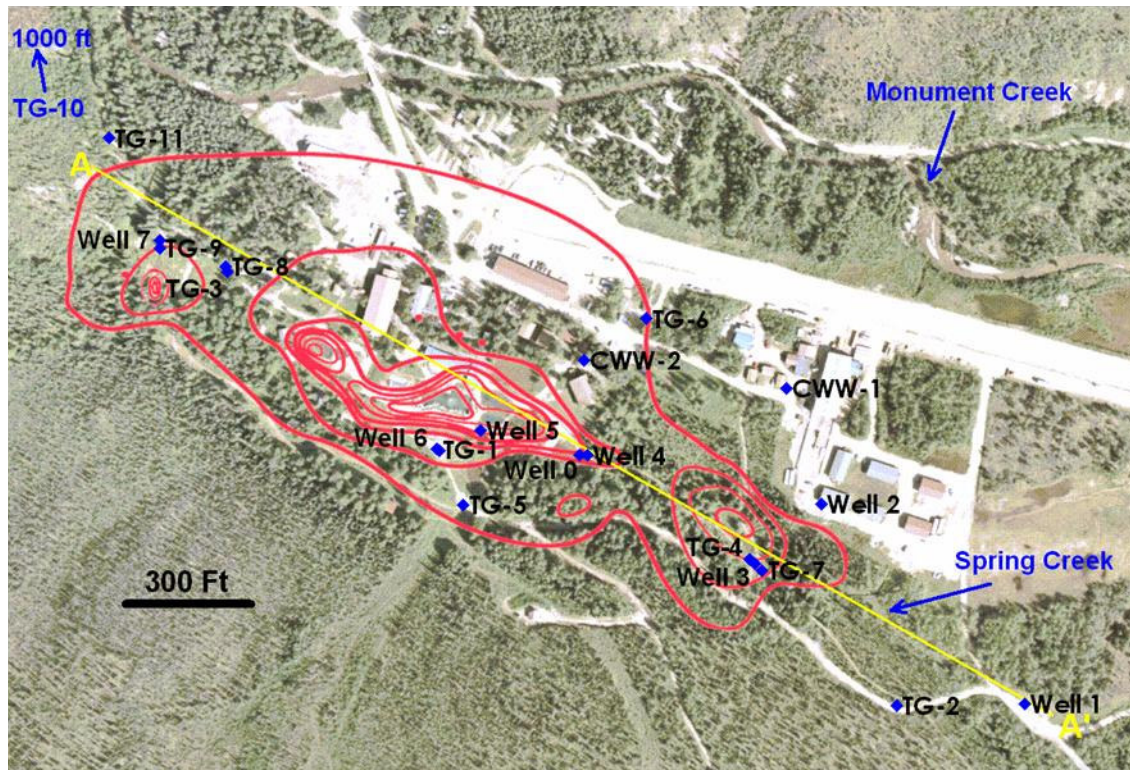 1000 ft
TG-10
Monument Creek
TG-11
A
Well 7
TG-9
TG-8
TG-3
TG-6
CWW-2
CWW-1
Well 5
Well 6
TG-1
Well 0
Well 4
TG-5
Well 2
TG-4
Well 3
TG-7
Spring Creek
300 Ft
TG-2
Well 1
A'